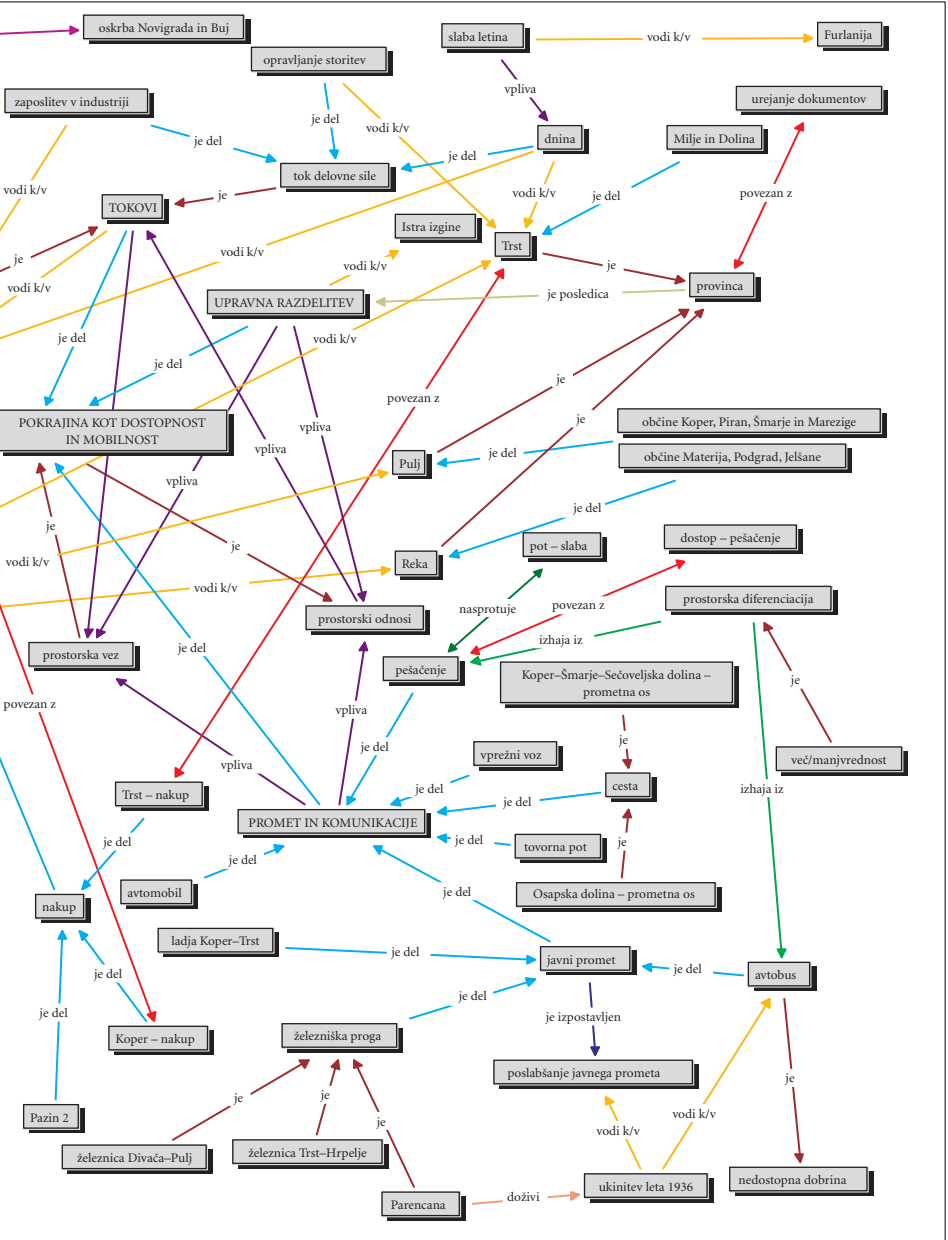 oskrba Novigrada in Buj
slaba letina
vodi k/v
Furlanija
opravljanje storitev
vpliva
zaposlitev v industriji
urejanje dokumentov
je del
vodi k/v
je del
dnina
Milje in Dolina
je del
tok delovne sile
vodi k/v
je
vodi k/v
je del
povezan z
TOKOVI
Istra izgine
Trst
vodi k/v
je
vodi k/v
je
vodi k/v
provinca
UPRAVNA RAZDELITEV
je posledica
je del
vodi k/v
je del
je
povezan z
POKRAJINA KOT DOSTOPNOST
IN MOBILNOST
vpliva
je
občine Koper, Piran, Šmarje in Marezige
vpliva
je del
občine Materija, Podgrad, Jelšane
Pulj
vpliva
je del
je
je
pot – slaba
dostop – pešačenje
vodi k/v
Reka
vodi k/v
prostorska diferenciacija
nasprotuje
povezan z
prostorski odnosi
izhaja iz
je del
prostorska vez
pešačenje
Koper–Šmarje–Sečoveljska dolina –
prometna os
je
povezan z
vpliva
je
je del
vprežni voz
več/manjvrednost
vpliva
cesta
izhaja iz
Trst – nakup
je del
je del
PROMET IN KOMUNIKACIJE
je del
je del
je
tovorna pot
je del
avtomobil
je del
Osapska dolina – prometna os
nakup
ladja Koper–Trst
je del
javni promet
je del
avtobus
je del
je del
je del
je izpostavljen
Koper – nakup
železniška proga
poslabšanje javnega prometa
je
je
je
je
Pazin 2
vodi k/v
vodi k/v
železnica Divača–Pulj
železnica Trst–Hrpelje
nedostopna dobrina
ukinitev leta 1936
doživi
Parencana